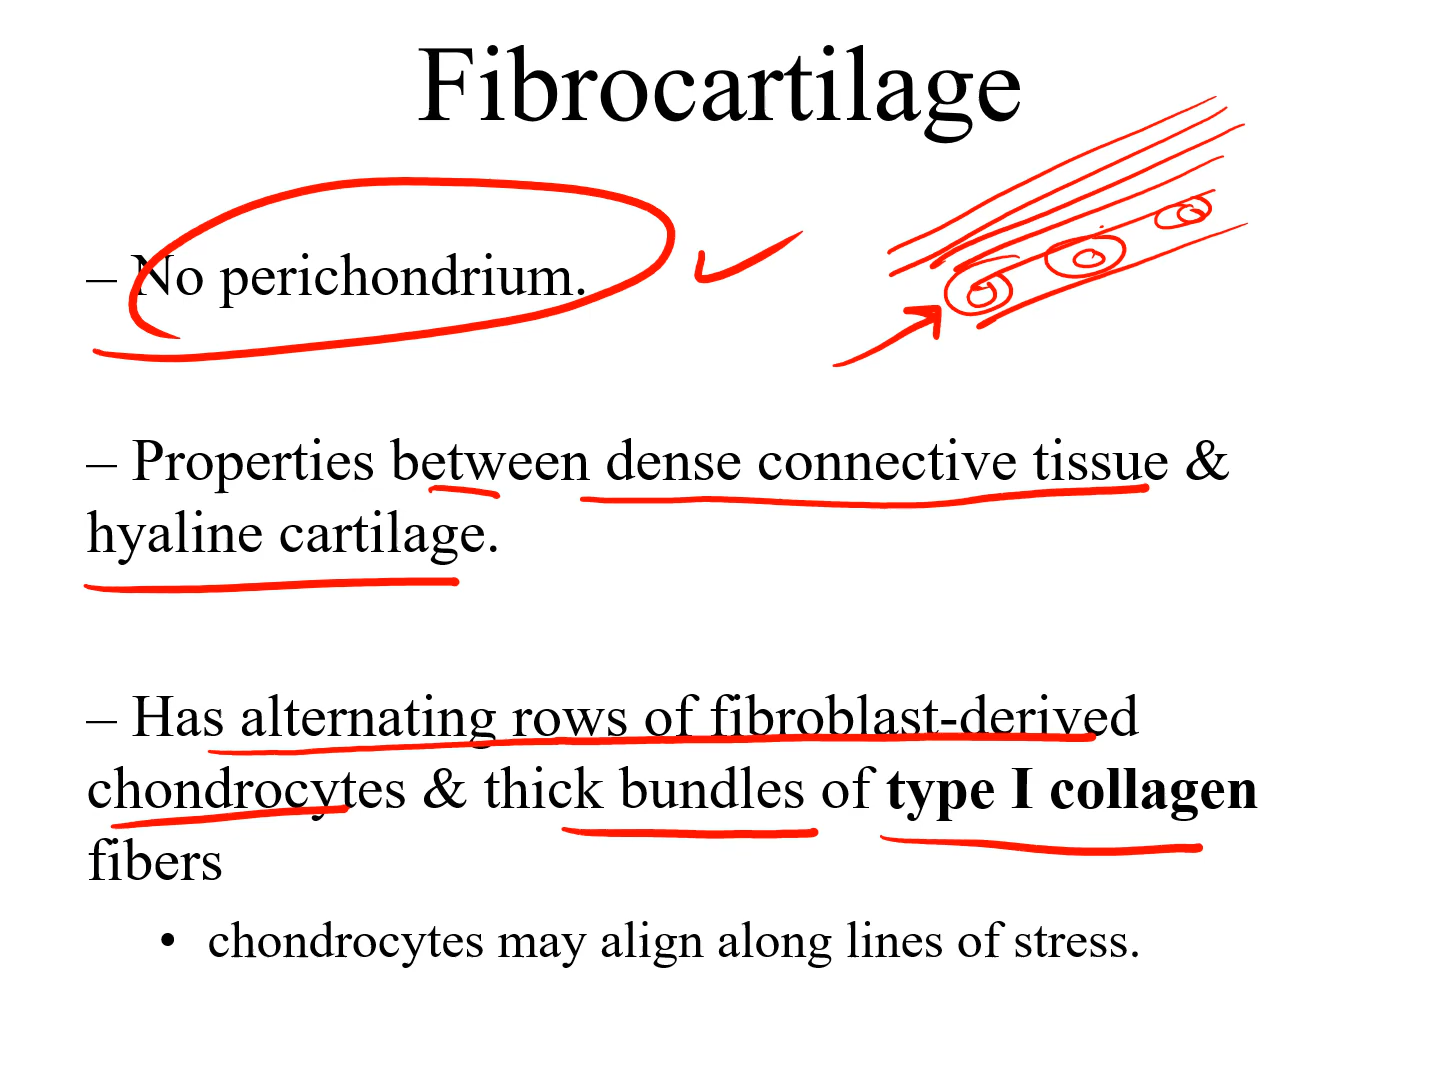 Fibrocartilage
– No perichondrium.
– Properties between dense connective tissue &
hyaline cartilage.
– Has alternating rows of fibroblast-derived
chondrocytes & thick bundles of type I collagen
fibers
• chondrocytes may align along lines of stress.